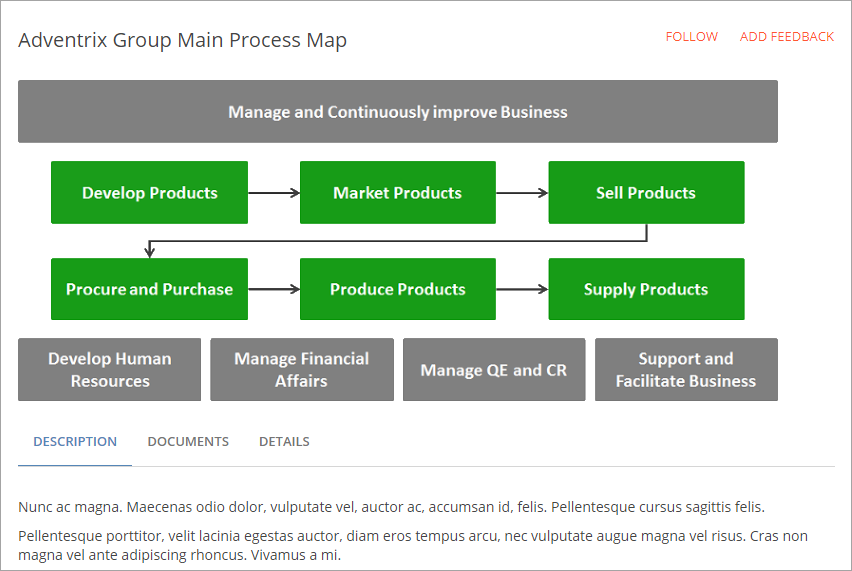 Adventrix Group Main Process Map
FOLLOW ADD FEEDBACK
Manage and Continuously improve Business
Develop Products
Market Products
Sell Products
Procure and Purchase
Produce Products
Supply Products
Develop Human
Resources
Manage Financial
Affairs
Manage QE and CR
Support and
Facilitate Business
DESCRIPTION DOCUMENTS DETAILS
Nunc ac magna. Maecenas odio dolor, vulputate vel, auctor ac, accumsan id, felis. Pellentesque cursus sagittis felis.
Pellentesque porttitor, velit lacinia egestas auctor, diam eros tempus arcu, nec vulputate augue magna vel risus. Cras non
magna vel ante adipiscing rhoncus. Vivamus a mi.